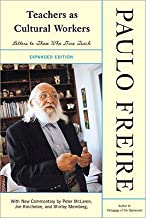 Teachers as
Cultural Workers
Letters to Those Who Dare Teach
EXPANDED EDITION
PAULO FREIRE
With New Commentary by Peter McLaren,
Joe Kincheloe, and Shirley Steinberg
Author of
Pedagogy of the Oppressed